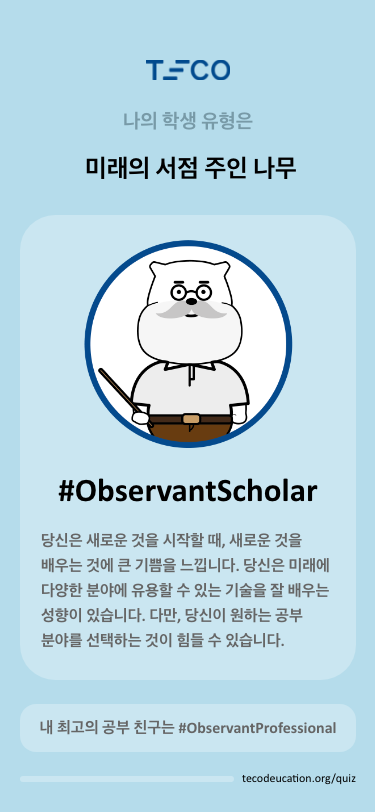 TECO
나의 학생 유형은
미래의 서점 주인 나무
#ObservantScholar
당신은 새로운 것을 시작할 때, 새로운 것을
배우는 것에 큰 기쁨을 느낍니다. 당신은 미래에
다양한 분야에 유용할 수 있는 기술을 잘 배우는
성향이 있습니다. 다만, 당신이 원하는 공부
분야를 선택하는 것이 힘들 수 있습니다.
내 최고의 공부 친구는 #ObservantProfessional
tecodeucation.org/quiz